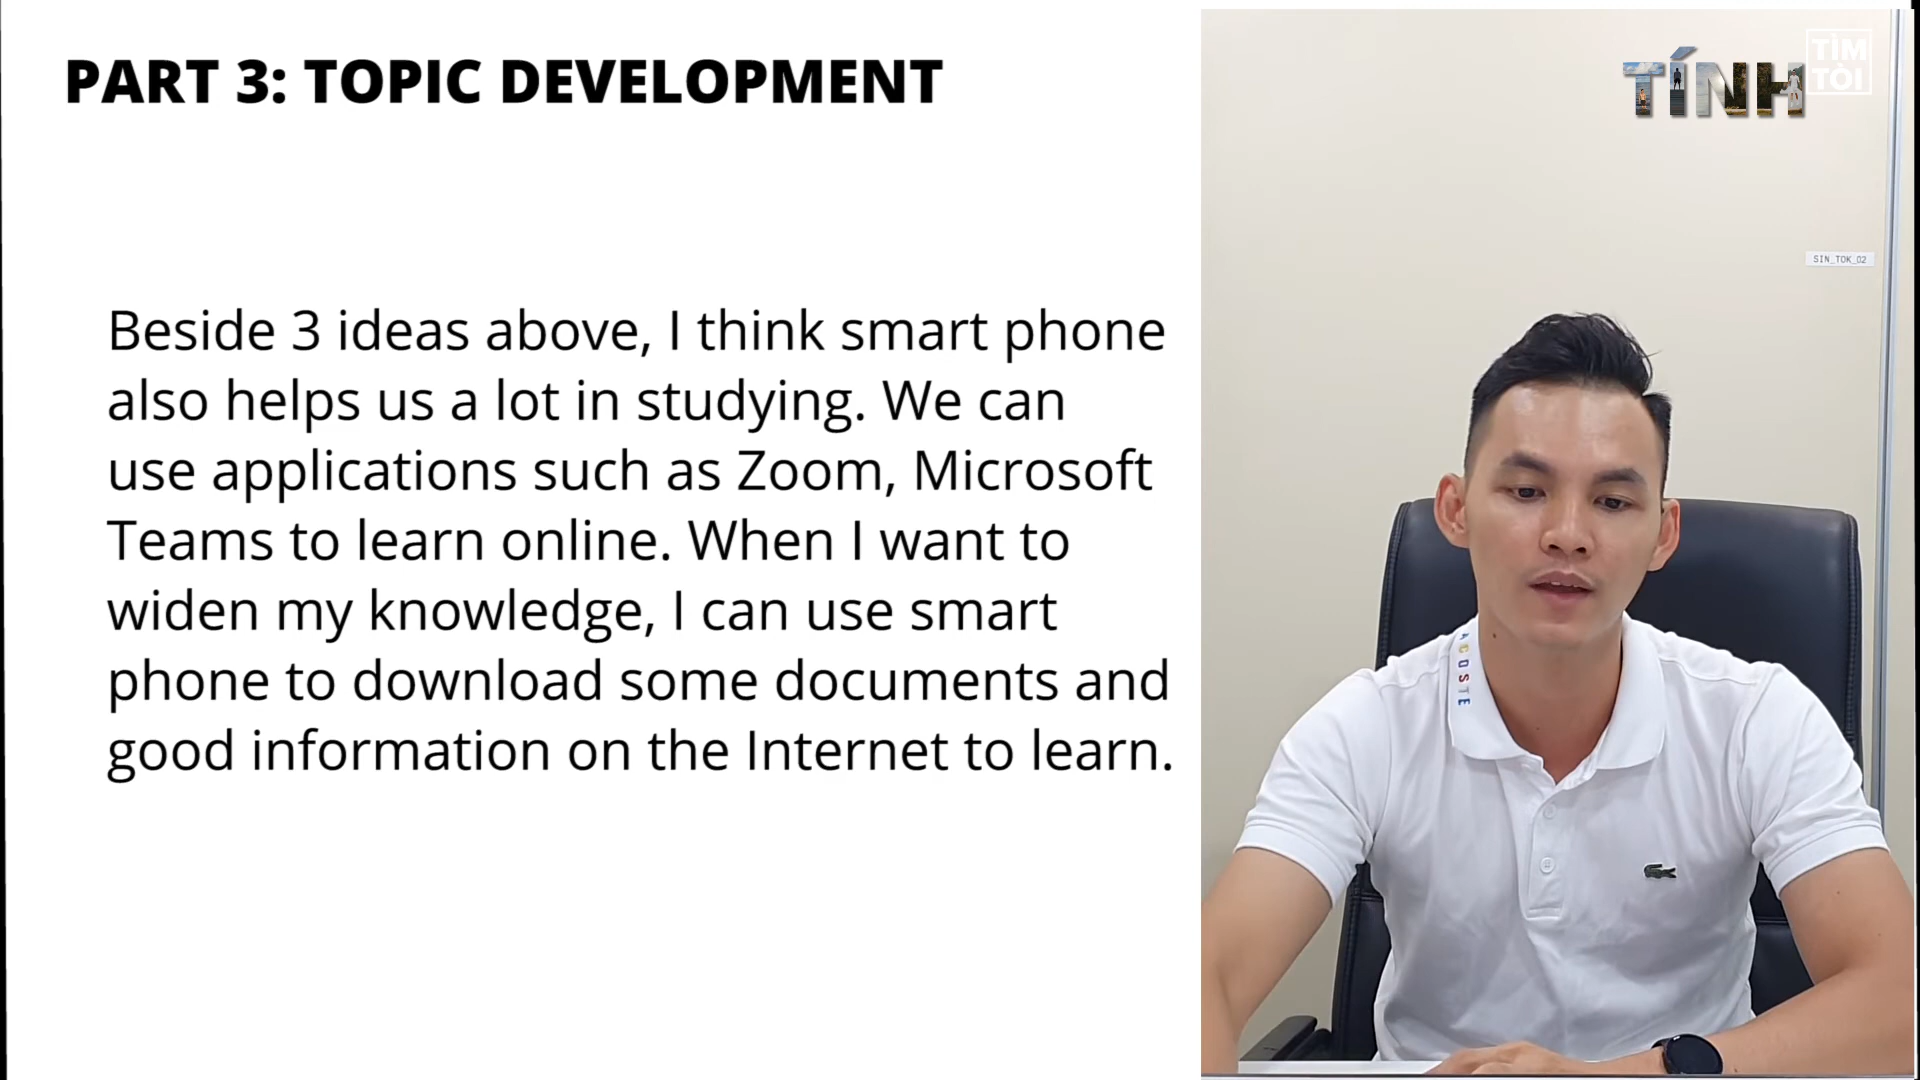 PART 3: TOPIC DEVELOPMENT
TÍNH
TÌM
TÒI
SIN_TOK_02
Beside 3 ideas above, I think smart phone
also helps us a lot in studying. We can
use applications such as Zoom, Microsoft
Teams to learn online. When I want to
widen my knowledge, I can use smart
phone to download some documents and
good information on the Internet to learn.
ACOSTE